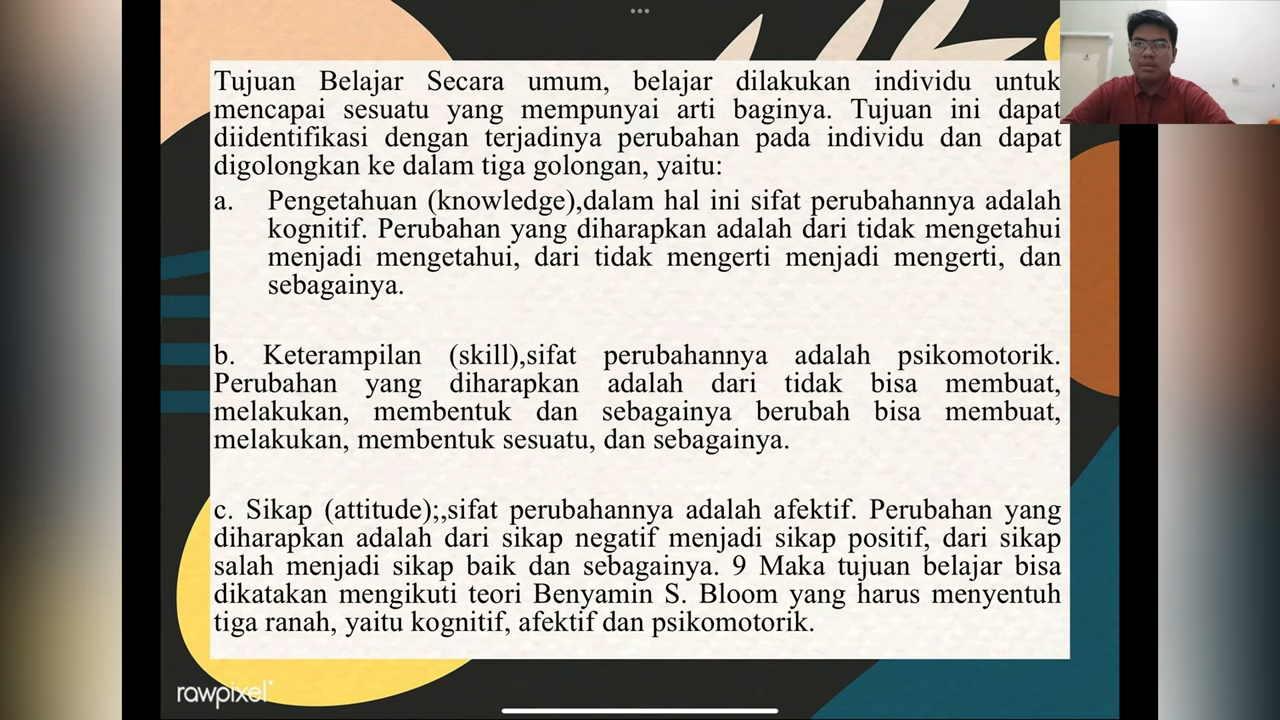 Tujuan Belajar Secara umum, belajar dilakukan individu untuk
mencapai sesuatu yang mempunyai arti baginya. Tujuan ini dapat
diidentifikasi dengan terjadinya perubahan pada individu dan dapat
digolongkan ke dalam tiga golongan, yaitu:
a. Pengetahuan (knowledge),dalam hal ini sifat perubahannya adalah
kognitif. Perubahan yang diharapkan adalah dari tidak mengetahui
menjadi mengetahui, dari tidak mengerti menjadi mengerti, dan
sebagainya.
b. Keterampilan (skill),sifat perubahannya adalah psikomotorik.
Perubahan yang diharapkan adalah dari tidak bisa membuat,
melakukan, membentuk dan sebagainya berubah bisa membuat,
melakukan, membentuk sesuatu, dan sebagainya.
c. Sikap (attitude);,sifat perubahannya adalah afektif. Perubahan yang
diharapkan adalah dari sikap negatif menjadi sikap positif, dari sikap
salah menjadi sikap baik dan sebagainya. 9 Maka tujuan belajar bisa
dikatakan mengikuti teori Benyamin S. Bloom yang harus menyentuh
tiga ranah, yaitu kognitif, afektif dan psikomotorik.
rawpixel